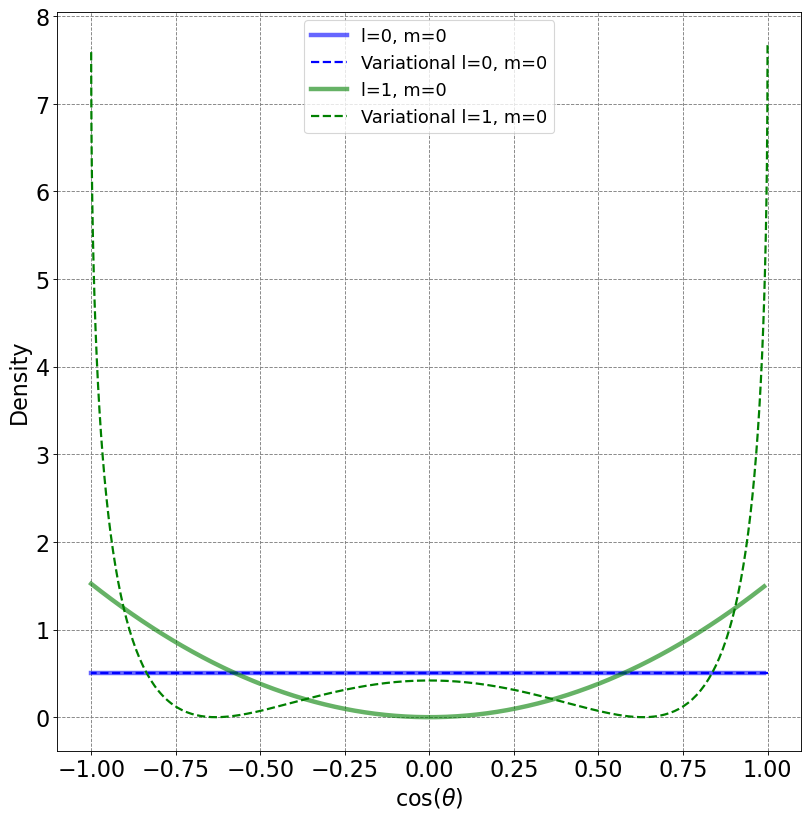 8
7
6
5
4
3
2
1
0
Density
l=0, m=0
Variational l=0, m=0
l=1, m=0
Variational l=1, m=0
−1.00 −0.75 −0.50 −0.25 0.00 0.25 0.50 0.75 1.00
cos(θ)